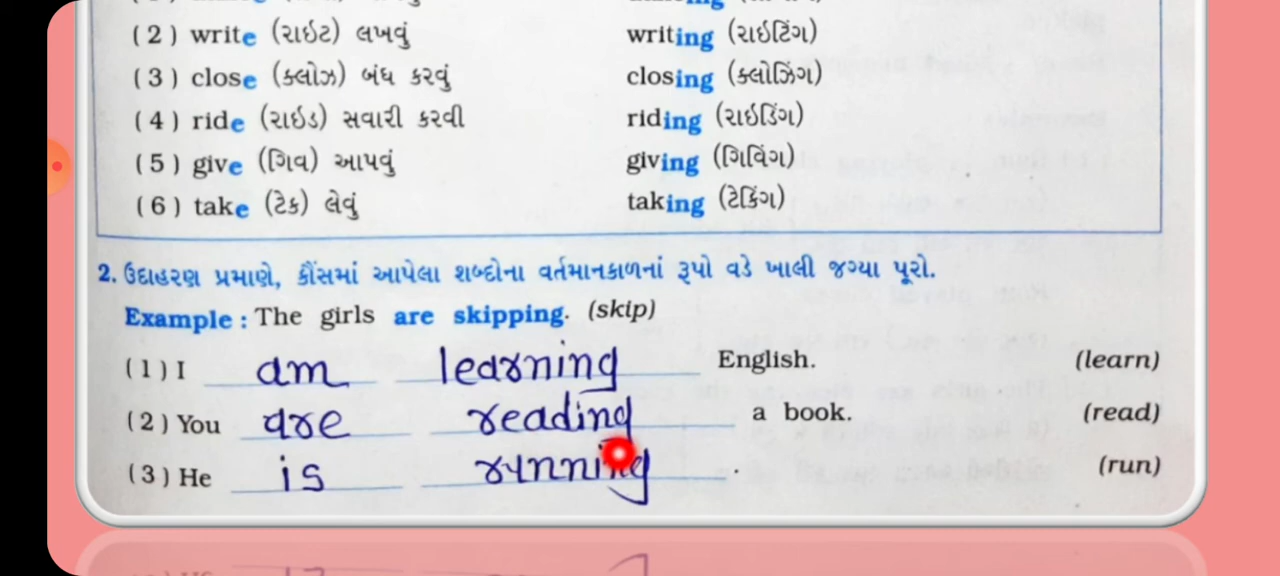 (2) write (રાઇટ) લખવું writing (રાઇટિંગ)
(3) close (ક્લોઝ) બંધ કરવું closing (ક્લોઝિંગ)
(4) ride (રાઇડ) સવારી કરવી riding (રાઇડિંગ)
(5) give (ગિવ) આપવું giving (ગિવિંગ)
(6) take (ટેક) લેવું taking (ટેકિંગ)
2. ઉદાહરણ પ્રમાણે, કૌંસમાં આપેલા શબ્દોના વર્તમાનકાળનાં રૂપો વડે ખાલી જગ્યા પૂરો.
Example : The girls are skipping. (skip)
(1) I am learning English. (learn)
(2) You are reading a book. (read)
(3) He is running . (run)